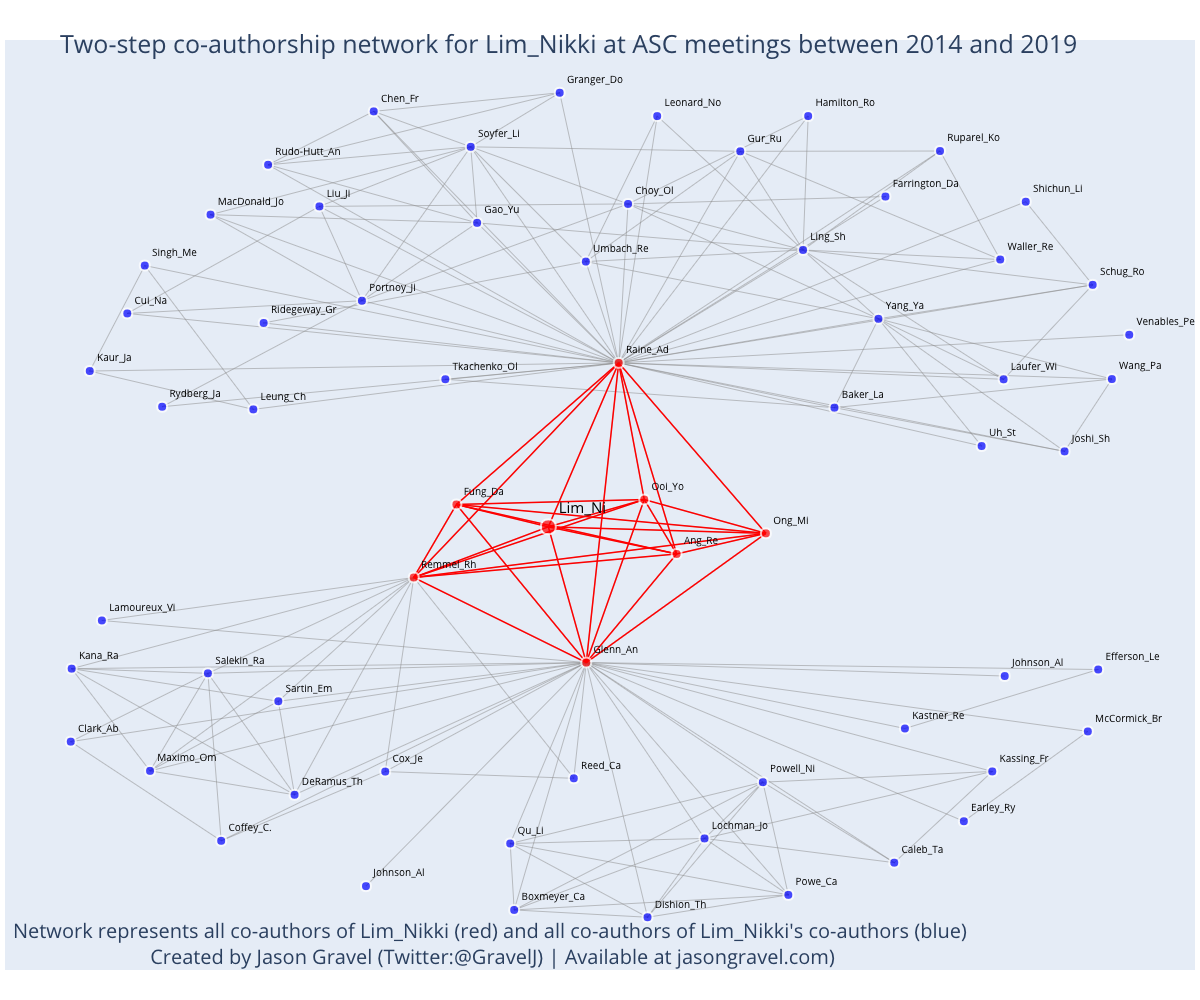 Two-step co-authorship network for Lim_Nikki at ASC meetings between 2014 and 2019
Granger_Do
Chen_Fr
Leonard_No
Hamilton_Ro
Soyfer_Li
Gur_Ru
Ruparel_Ko
Rudo-Hutt_An
Farrington_Da
Shichun_Li
Liu_Ji
Choy_Ol
MacDonald_Jo
Gao_Yu
Ling_Sh
Waller_Re
Umbach_Re
Singh_Me
Schug_Ro
Portnoy_Ji
Cui_Na
Yang_Ya
Ridegeway_Gr
Venables_Pe
Raine_Ad
Kaur_Ja
Tkachenko_Ol
Laufer_Wi
Wang_Pa
Rydberg_Ja
Leung_Ch
Baker_La
Uh_St
Joshi_Sh
Fung_Da
Ooi_Yo
Lim_Ni
Ong_Mi
Ang_Re
Remmel_Rh
Lamoureux_Vi
Glenn_An
Kana_Ra
Salekin_Ra
Johnson_Al
Efferson_Le
Sartin_Em
Kastner_Re
McCormick_Br
Clark_Ab
Maximo_Om
Cox_Je
Reed_Ca
Kassing_Fr
DeRamus_Th
Powell_Ni
Earley_Ry
Coffey_C.
Qu_Li
Lochman_Jo
Caleb_Ta
Johnson_Al
Powe_Ca
Boxmeyer_Ca
Dishion_Th
Network represents all co-authors of Lim_Nikki (red) and all co-authors of Lim_Nikki's co-authors (blue)
Created by Jason Gravel (Twitter:@GravelJ) | Available at jasongravel.com)